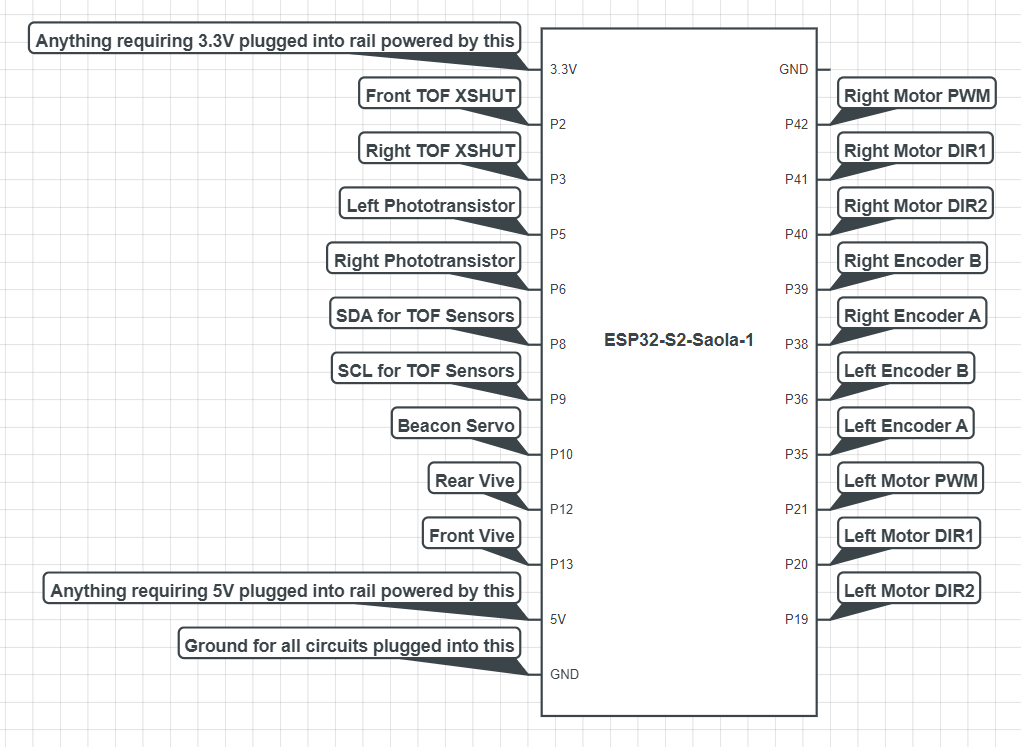 Anything requiring 3.3V plugged into rail powered by this
3.3V
GND
Front TOF XSHUT
Right Motor PWM
P2
P42
Right TOF XSHUT
Right Motor DIR1
P3
P41
Left Phototransistor
Right Motor DIR2
P5
P40
Right Phototransistor
Right Encoder B
P6
P39
SDA for TOF Sensors
Right Encoder A
ESP32-S2-Saola-1
P8
P38
SCL for TOF Sensors
Left Encoder B
P9
P36
Beacon Servo
Left Encoder A
P10
P35
Rear Vive
Left Motor PWM
P12
P21
Front Vive
Left Motor DIR1
P13
P20
Anything requiring 5V plugged into rail powered by this
Left Motor DIR2
5V
P19
Ground for all circuits plugged into this
GND